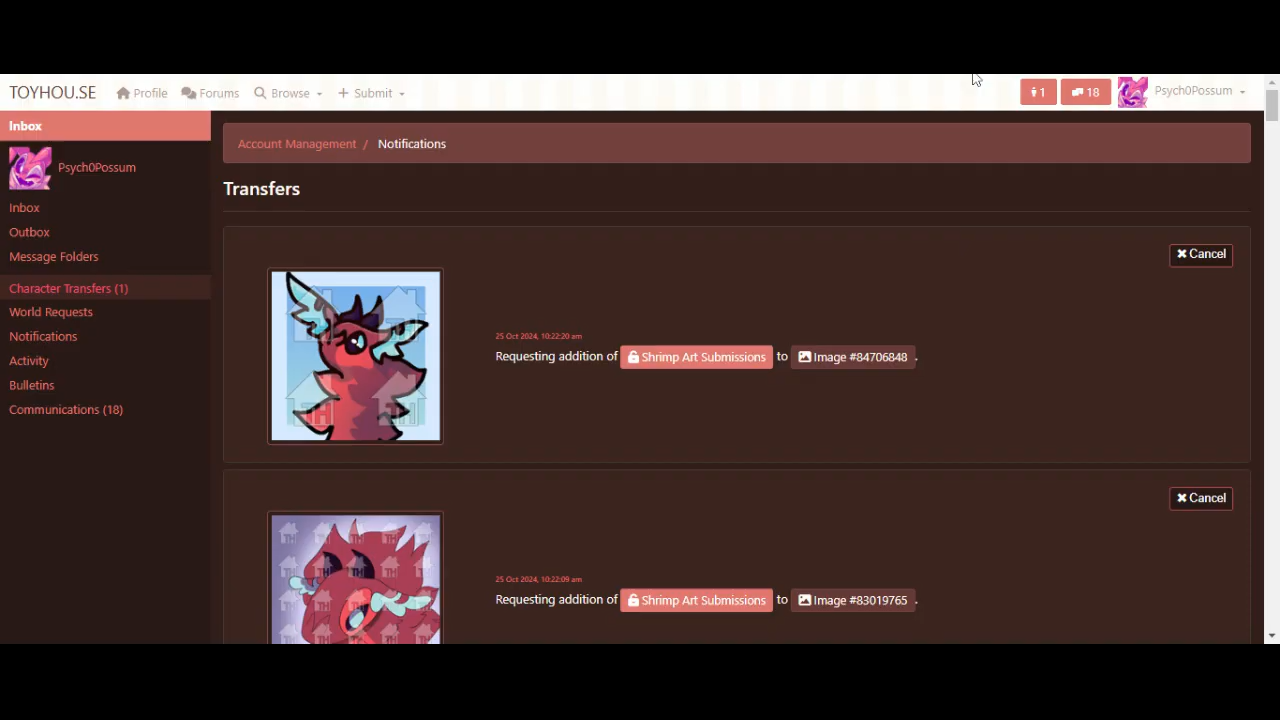 TOYHOU.SE Profile Forums Browse Submit 1 18 Psych0Possum
Inbox
Psych0Possum
Inbox
Outbox
Message Folders
Character Transfers (1)
World Requests
Notifications
Activity
Bulletins
Communications (18)
Account Management / Notifications
Transfers
Cancel
25 Oct 2024, 10:22:20 am
Requesting addition of Shrimp Art Submissions to Image #84706848 .
TH TH
Cancel
25 Oct 2024, 10:22:09 am
Requesting addition of Shrimp Art Submissions to Image #83019765 .